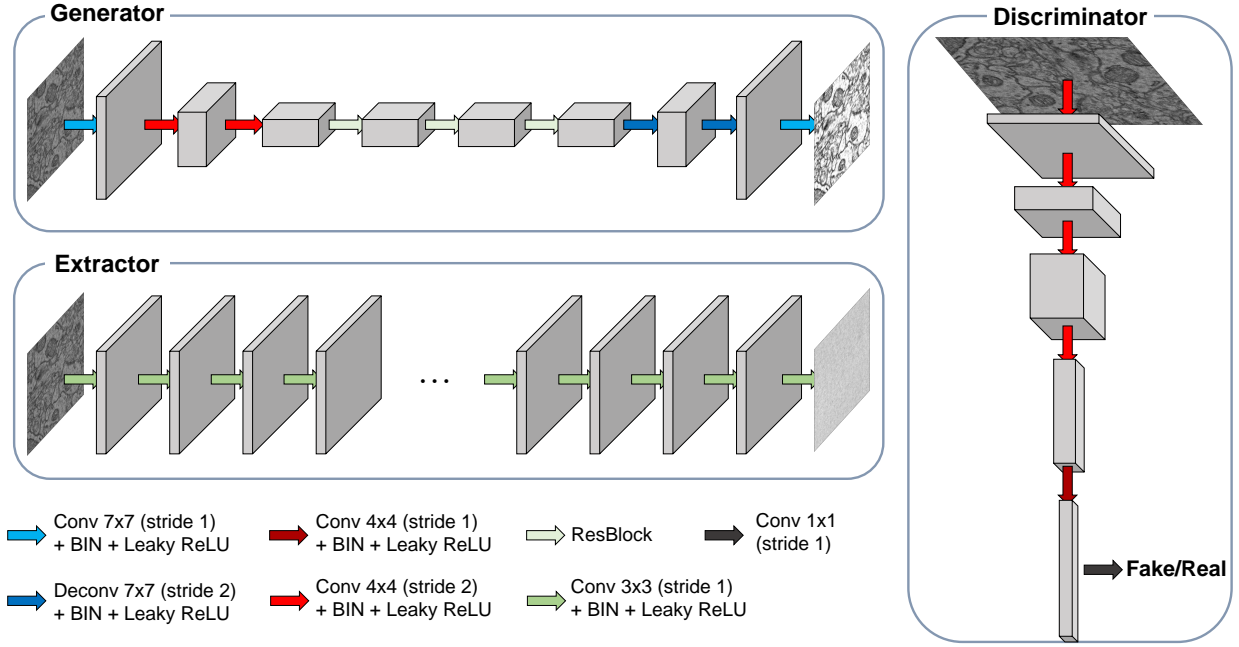 Generator
Discriminator
Extractor
...
Conv 7x7 (stride 1)
+ BIN + Leaky ReLU
Conv 4x4 (stride 1)
+ BIN + Leaky ReLU
ResBlock
Conv 1x1
(stride 1)
Deconv 7x7 (stride 2)
+ BIN + Leaky ReLU
Conv 4x4 (stride 2)
+ BIN + Leaky ReLU
Conv 3x3 (stride 1)
+ BIN + Leaky ReLU
Fake/Real